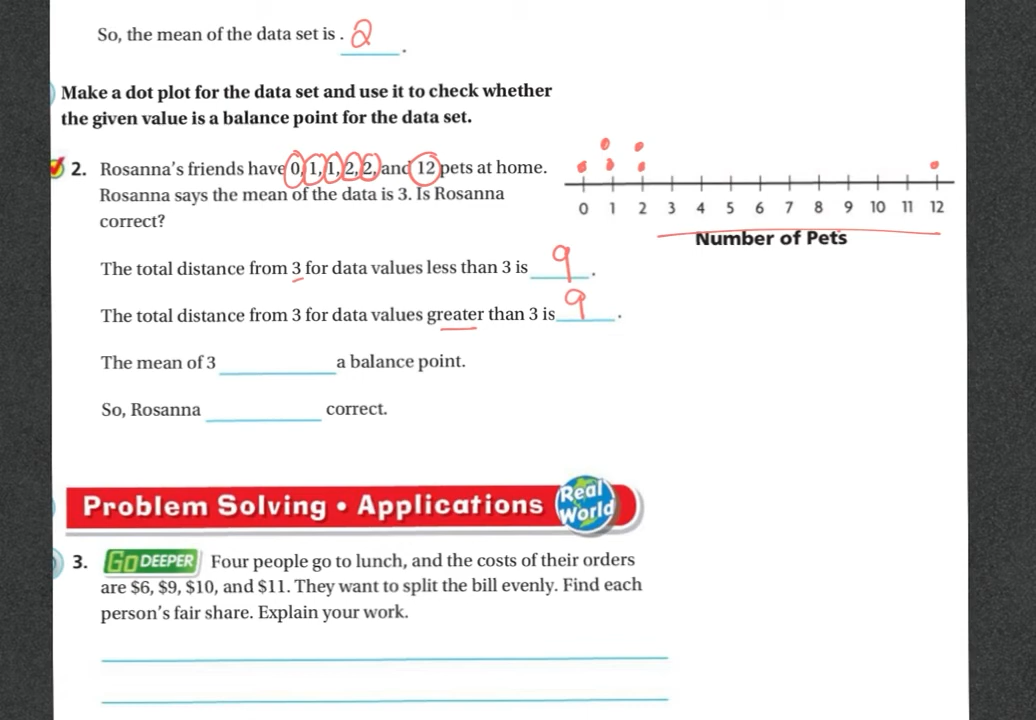 So, the mean of the data set is . 2 .
Make a dot plot for the data set and use it to check whether
the given value is a balance point for the data set.
2. Rosanna's friends have 0, 1, 1, 2, 2, and 12 pets at home.
Rosanna says the mean of the data is 3. Is Rosanna
correct?
0 1 2 3 4 5 6 7 8 9 10 11 12
Number of Pets
The total distance from 3 for data values less than 3 is 9 .
The total distance from 3 for data values greater than 3 is 9 .
The mean of 3 ____ a balance point.
So, Rosanna ____ correct.
Problem Solving • Applications Real World
3. GO DEEPER Four people go to lunch, and the costs of their orders
are $6, $9, $10, and $11. They want to split the bill evenly. Find each
person's fair share. Explain your work.